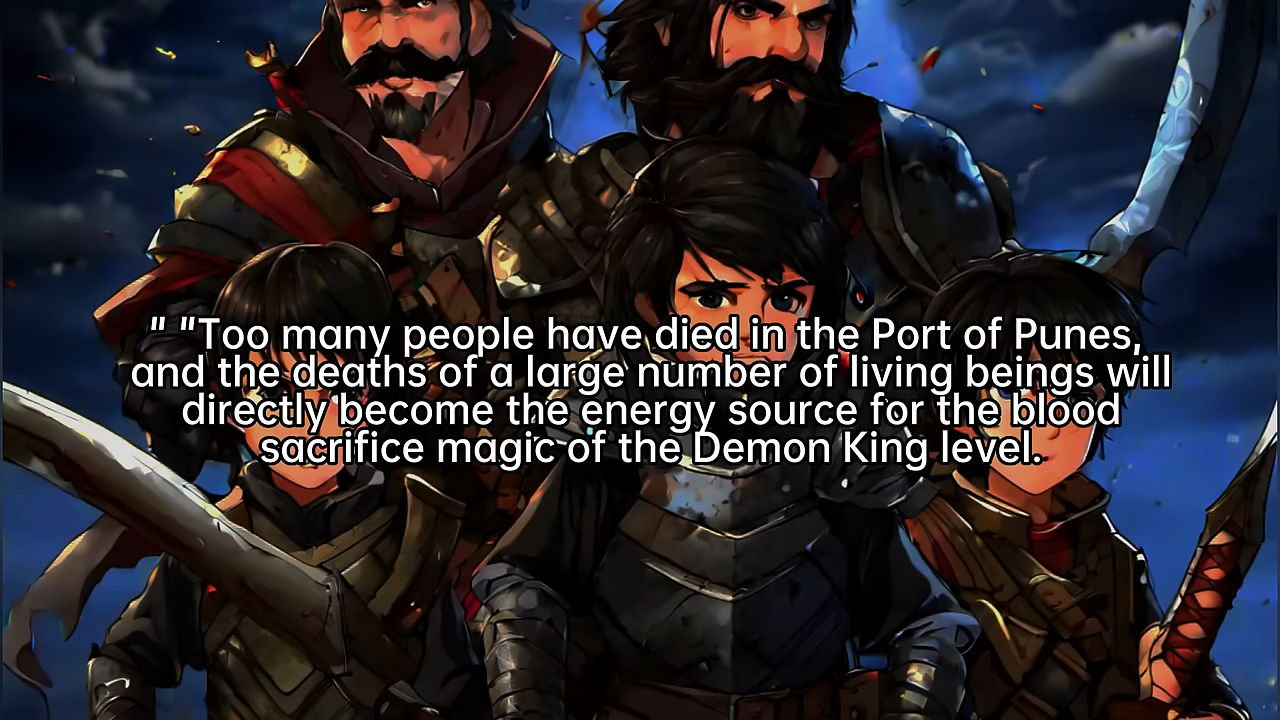 " "Too many people have died in the Port of Punes,
and the deaths of a large number of living beings will
directly become the energy source for the blood
sacrifice magic of the Demon King level.